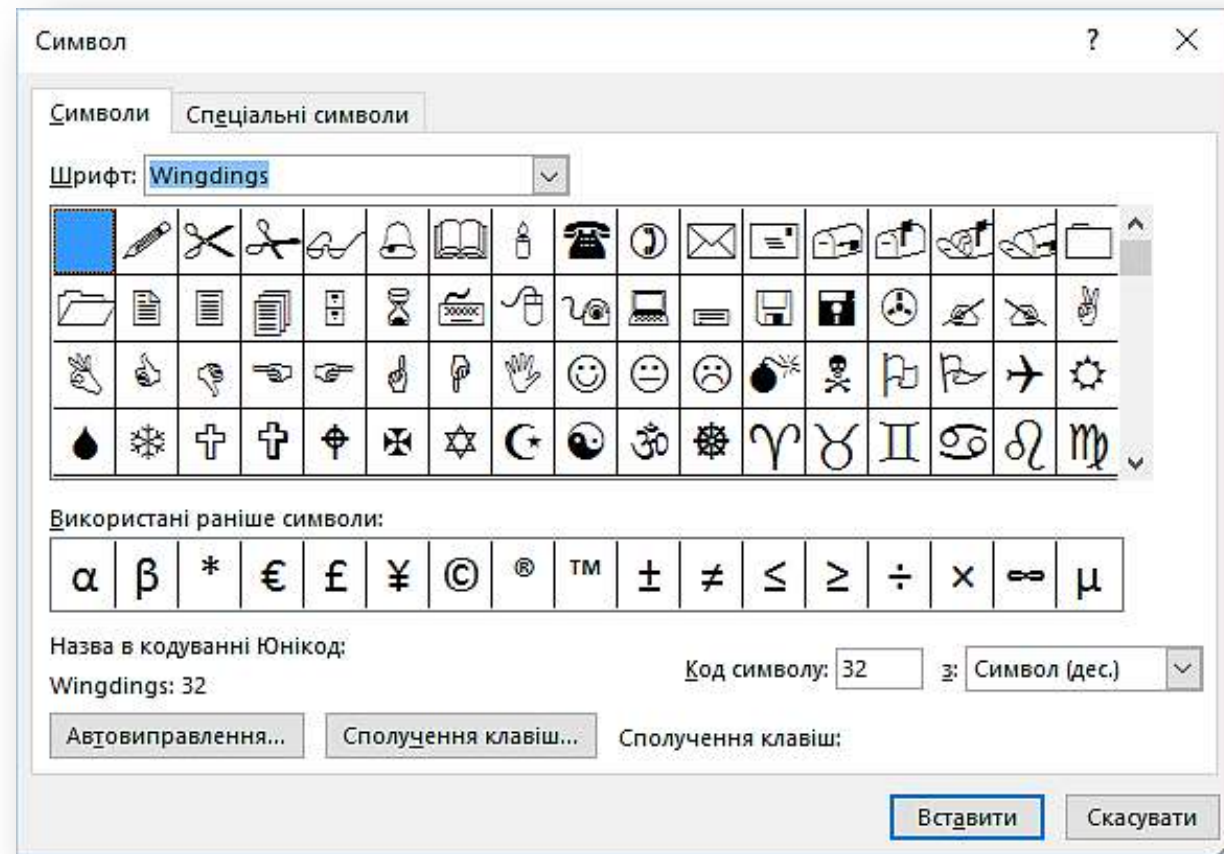 Символ ?
Символи Спеціальні символи
Шрифт: Wingdings
Використані раніше символи:
α β * € £ ¥ © ® ™ ± ≠ ≤ ≥ ÷ × ∞ µ
Назва в кодуванні Юнікод:
Wingdings: 32
Код символу: 32 з: Символ (дес.)
Автовиправлення... Сполучення клавіш... Сполучення клавіш:
Вставити Скасувати